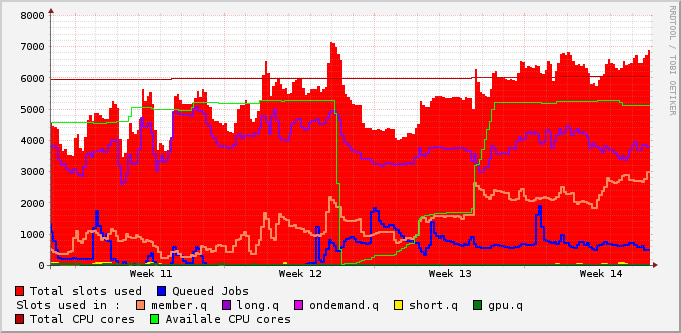 8000
7000
6000
5000
4000
3000
2000
1000
0
Week 11 Week 12 Week 13 Week 14
RRDTOOL / TOBI OETIKER
Total slots used Queued Jobs
Slots used in : member.q long.q ondemand.q short.q gpu.q
Total CPU cores Availale CPU cores